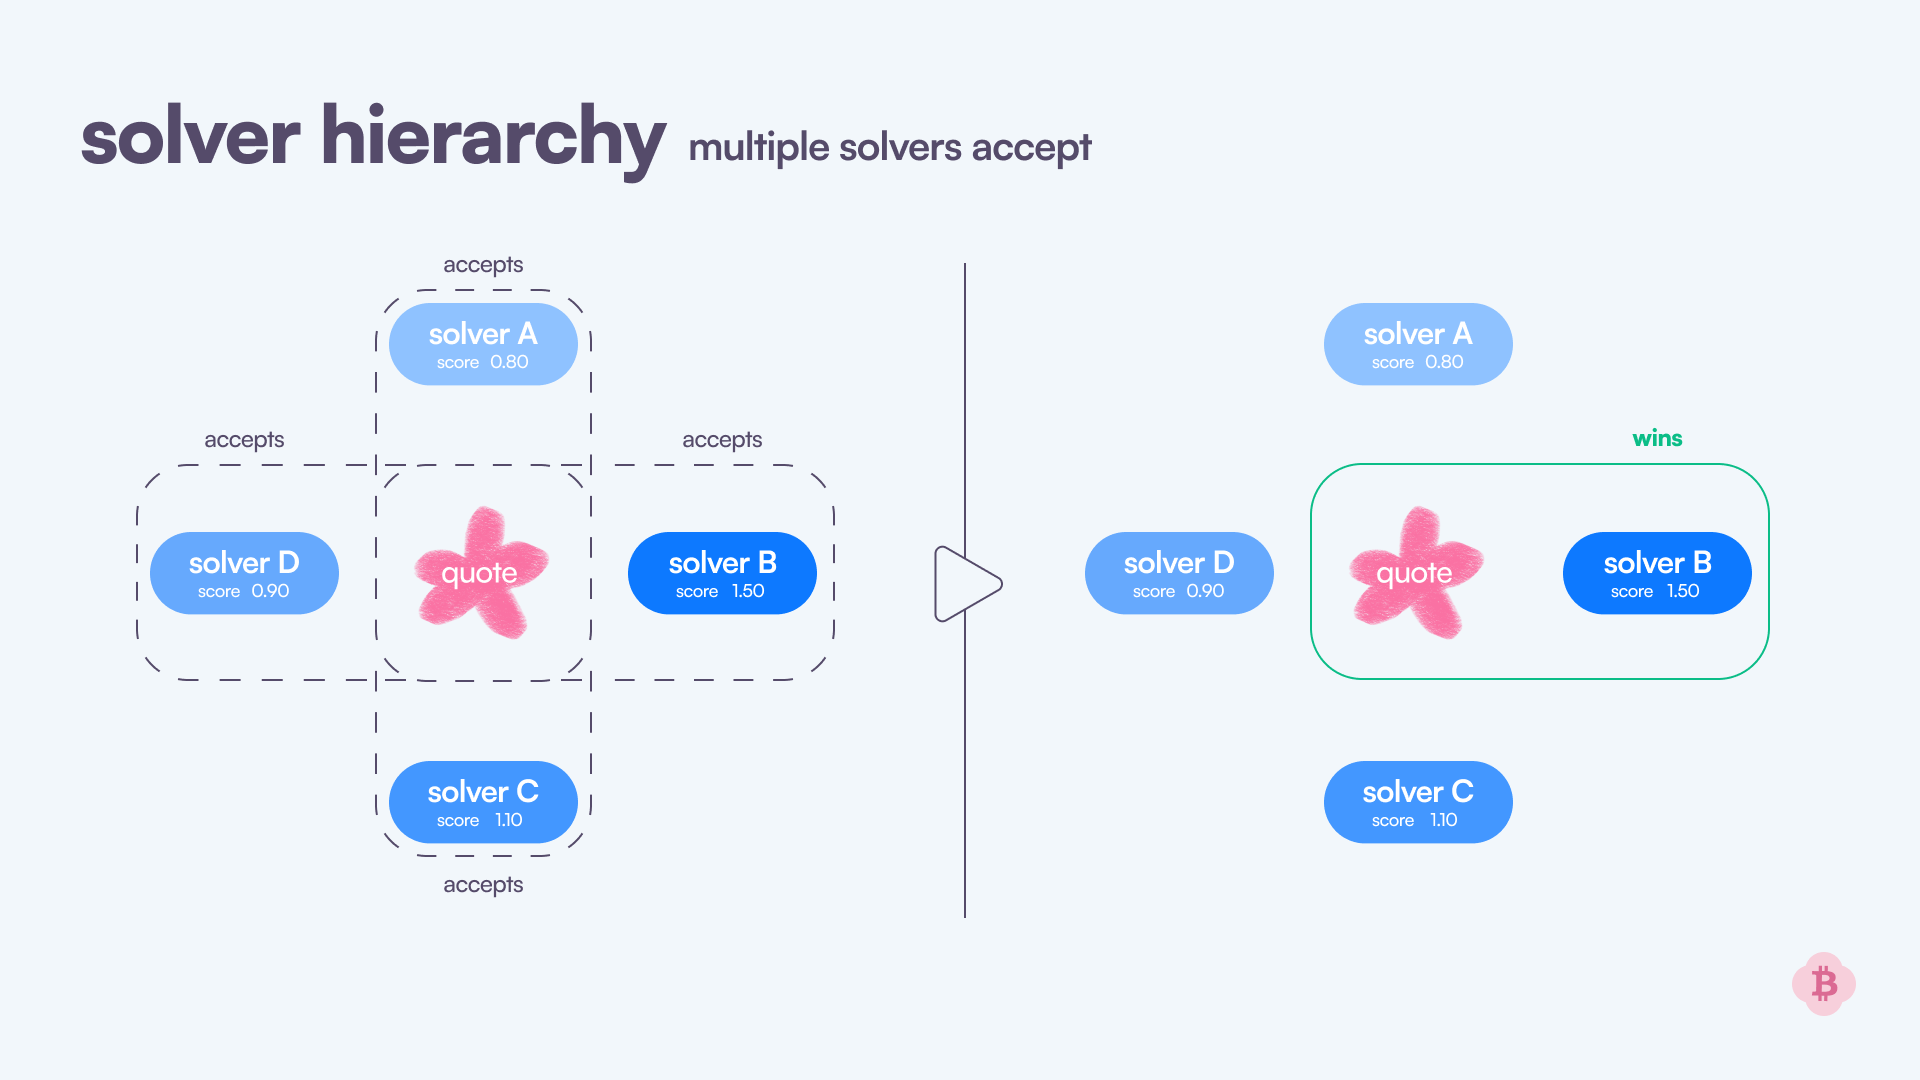 solver hierarchy multiple solvers accept
accepts
solver A
score 0.80
accepts
accepts
solver D
score 0.90
quote
solver B
score 1.50
solver C
score 1.10
accepts
solver A
score 0.80
wins
solver D
score 0.90
quote
solver B
score 1.50
solver C
score 1.10